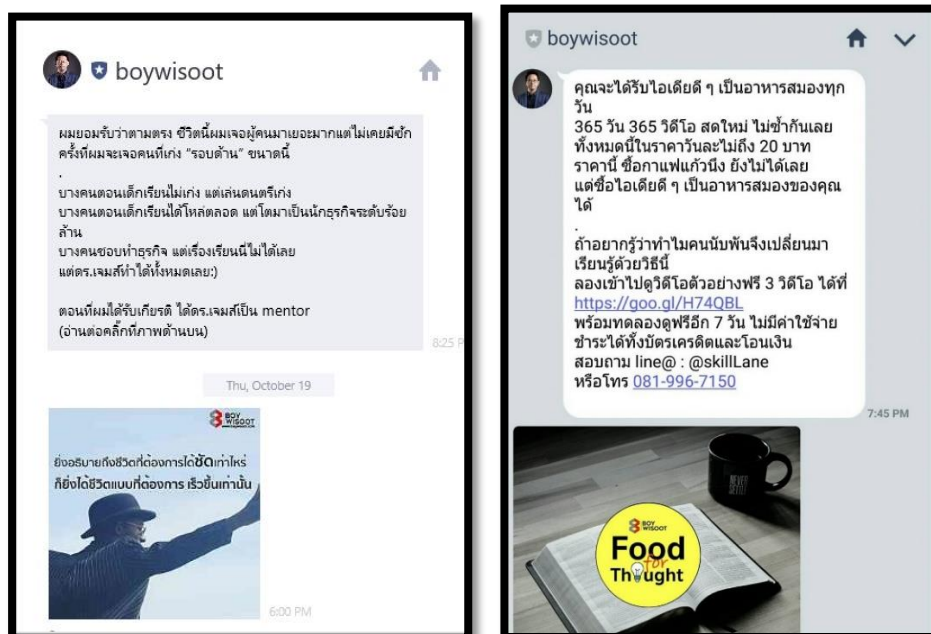 boywisoot
ผมยอมรับว่าตามตรง ชีวิตนี้ผมเจอผู้คนมาเยอะมากแต่ไม่เคยมีซัก
ครั้งที่ผมจะเจอคนที่เก่ง "รอบด้าน" ขนาดนี้
.
บางคนตอนเด็กเรียนไม่เก่ง แต่เล่นดนตรีเก่ง
บางคนตอนเด็กเรียนได้โหล่ตลอด แต่โตมาเป็นนักธุรกิจระดับร้อย
ล้าน
บางคนชอบทำธุรกิจ แต่เรื่องเรียนนี่ไม่ได้เลย
แต่ดร.เจมส์ทำได้ทั้งหมดเลย:)
ตอนที่ผมได้รับเกียรติ ได้ดร.เจมส์เป็น mentor
(อ่านต่อคลิ๊กที่ภาพด้านบน)
8:25 P
Thu, October 19
BOY
WISOOT
ยิ่งอธิบายถึงชีวิตที่ต้องการได้ชัดเท่าไหร่
ก็ยิ่งได้ชีวิตแบบที่ต้องการ เร็วขึ้นเท่านั้น
6:00 PM
boywisoot
คุณจะได้รับไอเดียดี ๆ เป็นอาหารสมองทุก
วัน
365 วัน 365 วีดีโอ สดใหม่ ไม่ซ้ำกันเลย
ทั้งหมดนี้ในราคาวันละไม่ถึง 20 บาท
ราคานี้ ซื้อกาแฟแก้วนึง ยังไม่ได้เลย
แต่ซื้อไอเดียดี ๆ เป็นอาหารสมองของคุณ
ได้
.
ถ้าอยากรู้ว่าทำไมคนนับพันจึงเปลี่ยนมา
เรียนรู้ด้วยวิธีนี้
ลองเข้าไปดูวีดีโอตัวอย่างฟรี 3 วีดีโอ ได้ที่
https://goo.gl/H74QBL
พร้อมทดลองดูฟรีอีก 7 วัน ไม่มีค่าใช้จ่าย
ชำระได้ทั้งบัตรเครดิตและโอนเงิน
สอบถาม line@ : @skillLane
หรือโทร 081-996-7150
7:45 PM
NEVER
SETTLE
BOY
WISOOT
Food
for
Thought